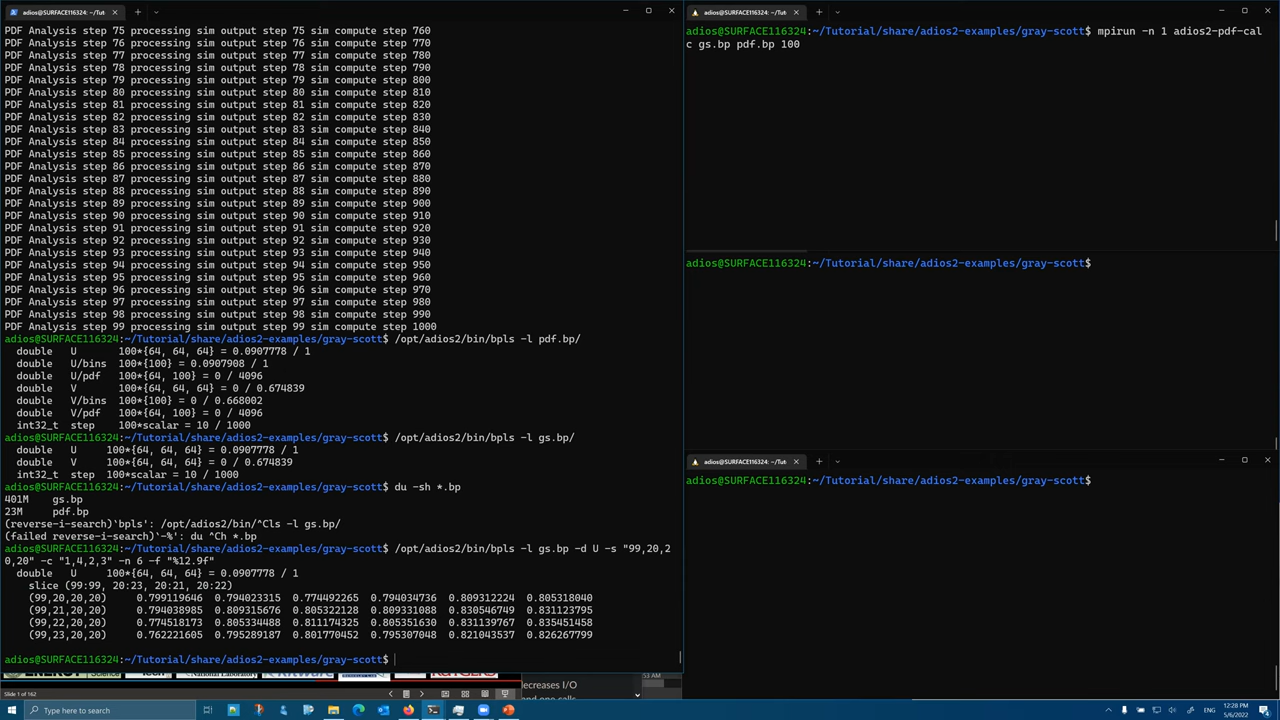 adios@SURFACE116324: ~/Tut
PDF Analysis step 75 processing sim output step 75 sim compute step 760
PDF Analysis step 76 processing sim output step 76 sim compute step 770
PDF Analysis step 77 processing sim output step 77 sim compute step 780
PDF Analysis step 78 processing sim output step 78 sim compute step 790
PDF Analysis step 79 processing sim output step 79 sim compute step 800
PDF Analysis step 80 processing sim output step 80 sim compute step 810
PDF Analysis step 81 processing sim output step 81 sim compute step 820
PDF Analysis step 82 processing sim output step 82 sim compute step 830
PDF Analysis step 83 processing sim output step 83 sim compute step 840
PDF Analysis step 84 processing sim output step 84 sim compute step 850
PDF Analysis step 85 processing sim output step 85 sim compute step 860
PDF Analysis step 86 processing sim output step 86 sim compute step 870
PDF Analysis step 87 processing sim output step 87 sim compute step 880
PDF Analysis step 88 processing sim output step 88 sim compute step 890
PDF Analysis step 89 processing sim output step 89 sim compute step 900
PDF Analysis step 90 processing sim output step 90 sim compute step 910
PDF Analysis step 91 processing sim output step 91 sim compute step 920
PDF Analysis step 92 processing sim output step 92 sim compute step 930
PDF Analysis step 93 processing sim output step 93 sim compute step 940
PDF Analysis step 94 processing sim output step 94 sim compute step 950
PDF Analysis step 95 processing sim output step 95 sim compute step 960
PDF Analysis step 96 processing sim output step 96 sim compute step 970
PDF Analysis step 97 processing sim output step 97 sim compute step 980
PDF Analysis step 98 processing sim output step 98 sim compute step 990
PDF Analysis step 99 processing sim output step 99 sim compute step 1000
adios@SURFACE116324:~/Tutorial/share/adios2-examples/gray-scott$ /opt/adios2/bin/bpls -l pdf.bp/
double U 100*{64, 64, 64} = 0.0907778 / 1
double U/bins 100*{100} = 0.0907908 / 1
double U/pdf 100*{64, 100} = 0 / 4096
double V 100*{64, 64, 64} = 0 / 0.674839
double V/bins 100*{100} = 0 / 0.668002
double V/pdf 100*{64, 100} = 0 / 4096
int32_t step 100*scalar = 10 / 1000
adios@SURFACE116324:~/Tutorial/share/adios2-examples/gray-scott$ /opt/adios2/bin/bpls -l gs.bp/
double U 100*{64, 64, 64} = 0.0907778 / 1
double V 100*{64, 64, 64} = 0 / 0.674839
int32_t step 100*scalar = 10 / 1000
adios@SURFACE116324:~/Tutorial/share/adios2-examples/gray-scott$ du -sh *.bp
401M gs.bp
23M pdf.bp
(reverse-i-search)`bpls': /opt/adios2/bin/^Cls -l gs.bp/
(failed reverse-i-search)`-%': du ^Ch *.bp
adios@SURFACE116324:~/Tutorial/share/adios2-examples/gray-scott$ /opt/adios2/bin/bpls -l gs.bp -d U -s "99,20,2
0,20" -c "1,4,2,3" -n 6 -f "%12.9f"
double U 100*{64, 64, 64} = 0.0907778 / 1
slice (99:99, 20:23, 20:21, 20:22)
(99,20,20,20) 0.799119646 0.794023315 0.774492265 0.794034736 0.809312224 0.805318040
(99,21,20,20) 0.794038985 0.809315676 0.805322128 0.809331088 0.830546749 0.831123795
(99,22,20,20) 0.774518173 0.805334488 0.811174325 0.805351630 0.831139767 0.835451458
(99,23,20,20) 0.762221605 0.795289187 0.801770452 0.795307048 0.821043537 0.826267799
adios@SURFACE116324:~/Tutorial/share/adios2-examples/gray-scott$
adios@SURFACE116324: ~/Tut
adios@SURFACE116324:~/Tutorial/share/adios2-examples/gray-scott$ mpirun -n 1 adios2-pdf-cal
c gs.bp pdf.bp 100
adios@SURFACE116324:~/Tutorial/share/adios2-examples/gray-scott$
adios@SURFACE116324: ~/Tut
adios@SURFACE116324:~/Tutorial/share/adios2-examples/gray-scott$
decreases I/O
and one calls
:53 AM
Slide 1 of 162
Type here to search
ENG
12:28 PM
5/6/2022